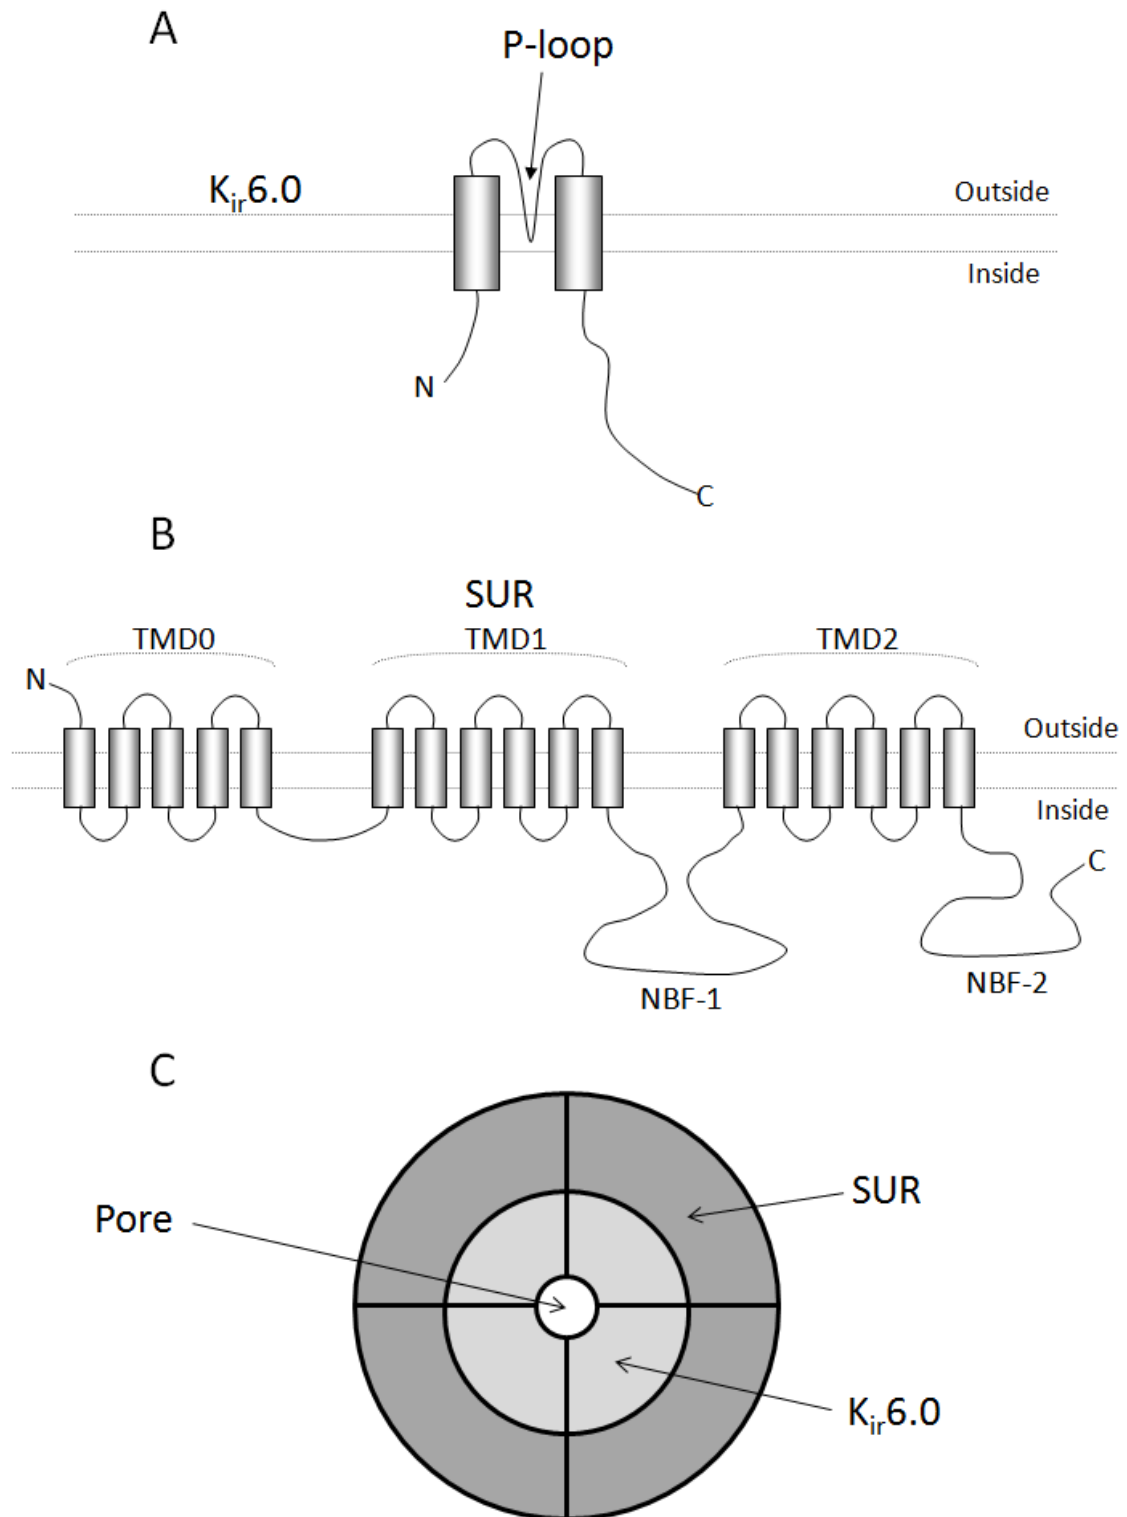 A
P-loop
Kir6.0
Outside
Inside
N
C
B
SUR
TMD0 TMD1 TMD2
N
Outside
Inside
C
NBF-1 NBF-2
C
SUR
Pore
Kir6.0